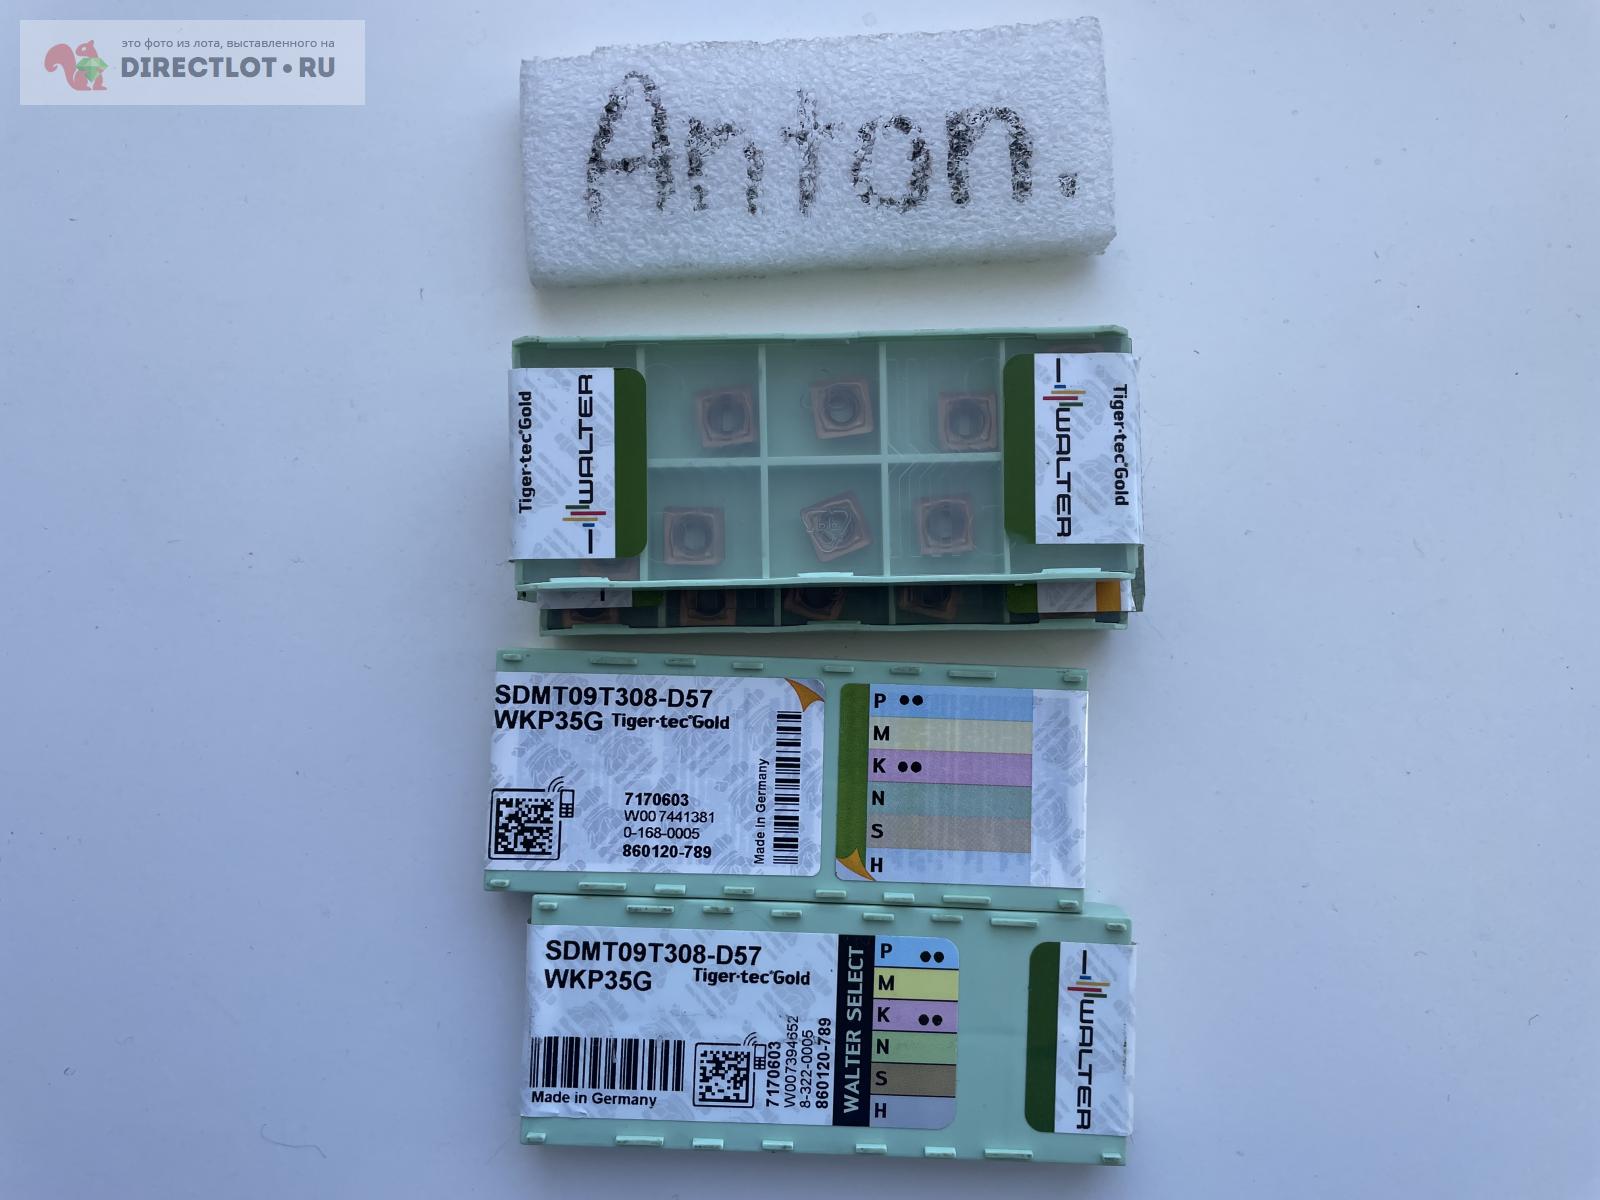 это фото из лота, выставленного на
DIRECTLOT•RU
Anton.
Tiger·tec®Gold
WALTER
WALTER
Tiger·tec®Gold
SDMT09T308-D57
WKP35G Tiger·tec®Gold
7170603
W007441381
0-168-0005
860120-789
Made in Germany
P ●●
M
K ●●
N
S
H
SDMT09T308-D57
WKP35G Tiger·tec®Gold
Made in Germany
7170603
W007394652
8-322-0005
860120-789
WALTER SELECT
P ●●
M
K ●●
N
S
H
WALTER